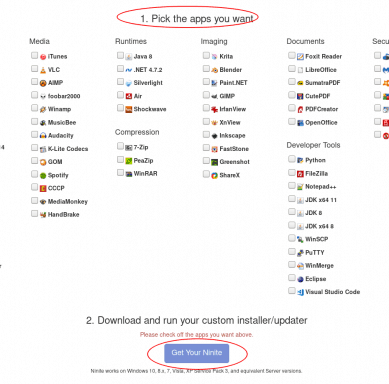 1. Pick the apps you want
Media
iTunes
VLC
AIMP
foobar2000
Winamp
MusicBee
Audacity
K-Lite Codecs
GOM
Spotify
CCCP
MediaMonkey
HandBrake
Runtimes
Java 8
.NET 4.7.2
Silverlight
Air
Shockwave
Compression
7-Zip
PeaZip
WinRAR
Imaging
Krita
Blender
Paint.NET
GIMP
IrfanView
XnView
Inkscape
FastStone
Greenshot
ShareX
Documents
Foxit Reader
LibreOffice
SumatraPDF
CutePDF
PDFCreator
OpenOffice
Developer Tools
Python
FileZilla
Notepad++
JDK x64 11
JDK 8
JDK x64 8
WinSCP
PuTTY
WinMerge
Eclipse
Visual Studio Code
Secu
2. Download and run your custom installer/updater
Please check off the apps you want above.
Get Your Ninite
Ninite works on Windows 10, 8.x, 7, Vista, XP Service Pack 3, and equivalent Server versions.